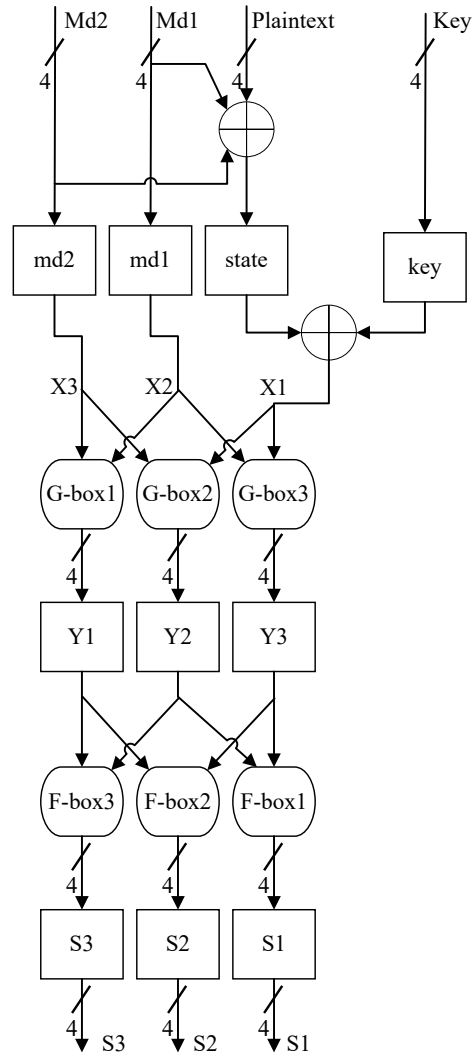 Md2 Md1 Plaintext Key
4 4 4 4
md2 md1 state key
X3 X2 X1
G-box1 G-box2 G-box3
4 4 4
Y1 Y2 Y3
F-box3 F-box2 F-box1
4 4 4
S3 S2 S1
4 4 4
S3 S2 S1